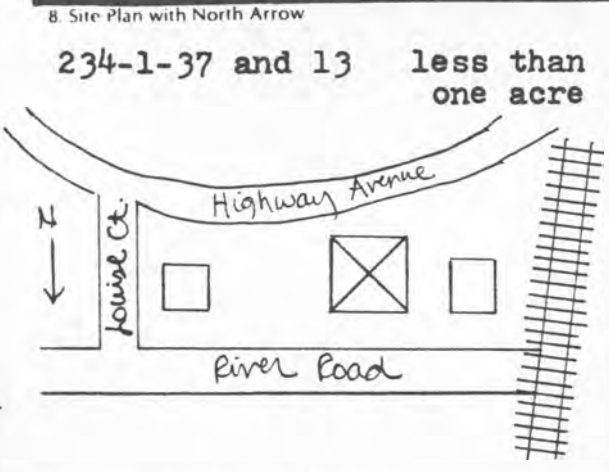 8. Site Plan with North Arrow
234-1-37 and 13 less than
one acre
Highway Avenue
N
Louise Ct.
River Road